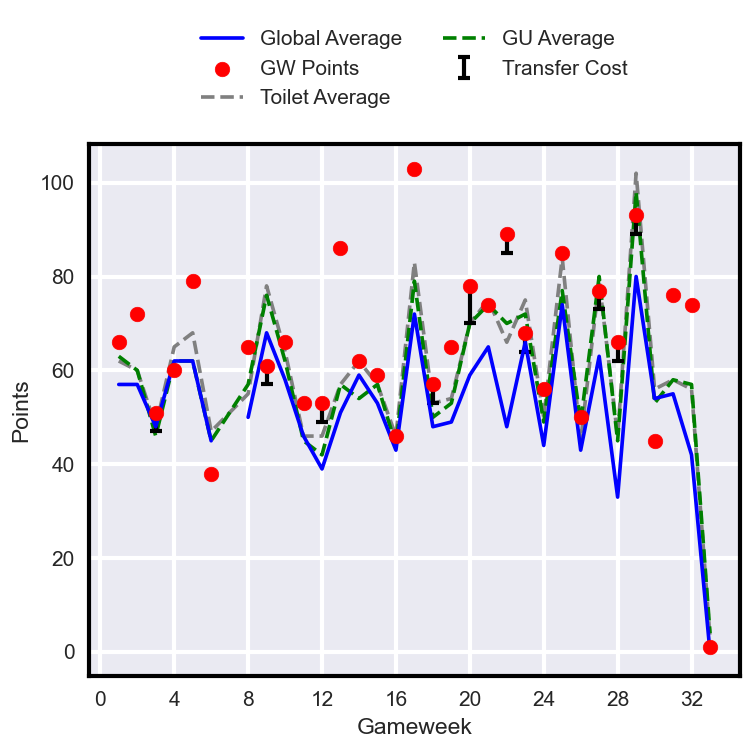 Global Average
GW Points
Toilet Average
GU Average
Transfer Cost
100
80
60
40
20
0
Points
0 4 8 12 16 20 24 28 32
Gameweek